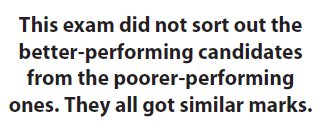 This exam did not sort out the
better-performing candidates
from the poorer-performing
ones. They all got similar marks.